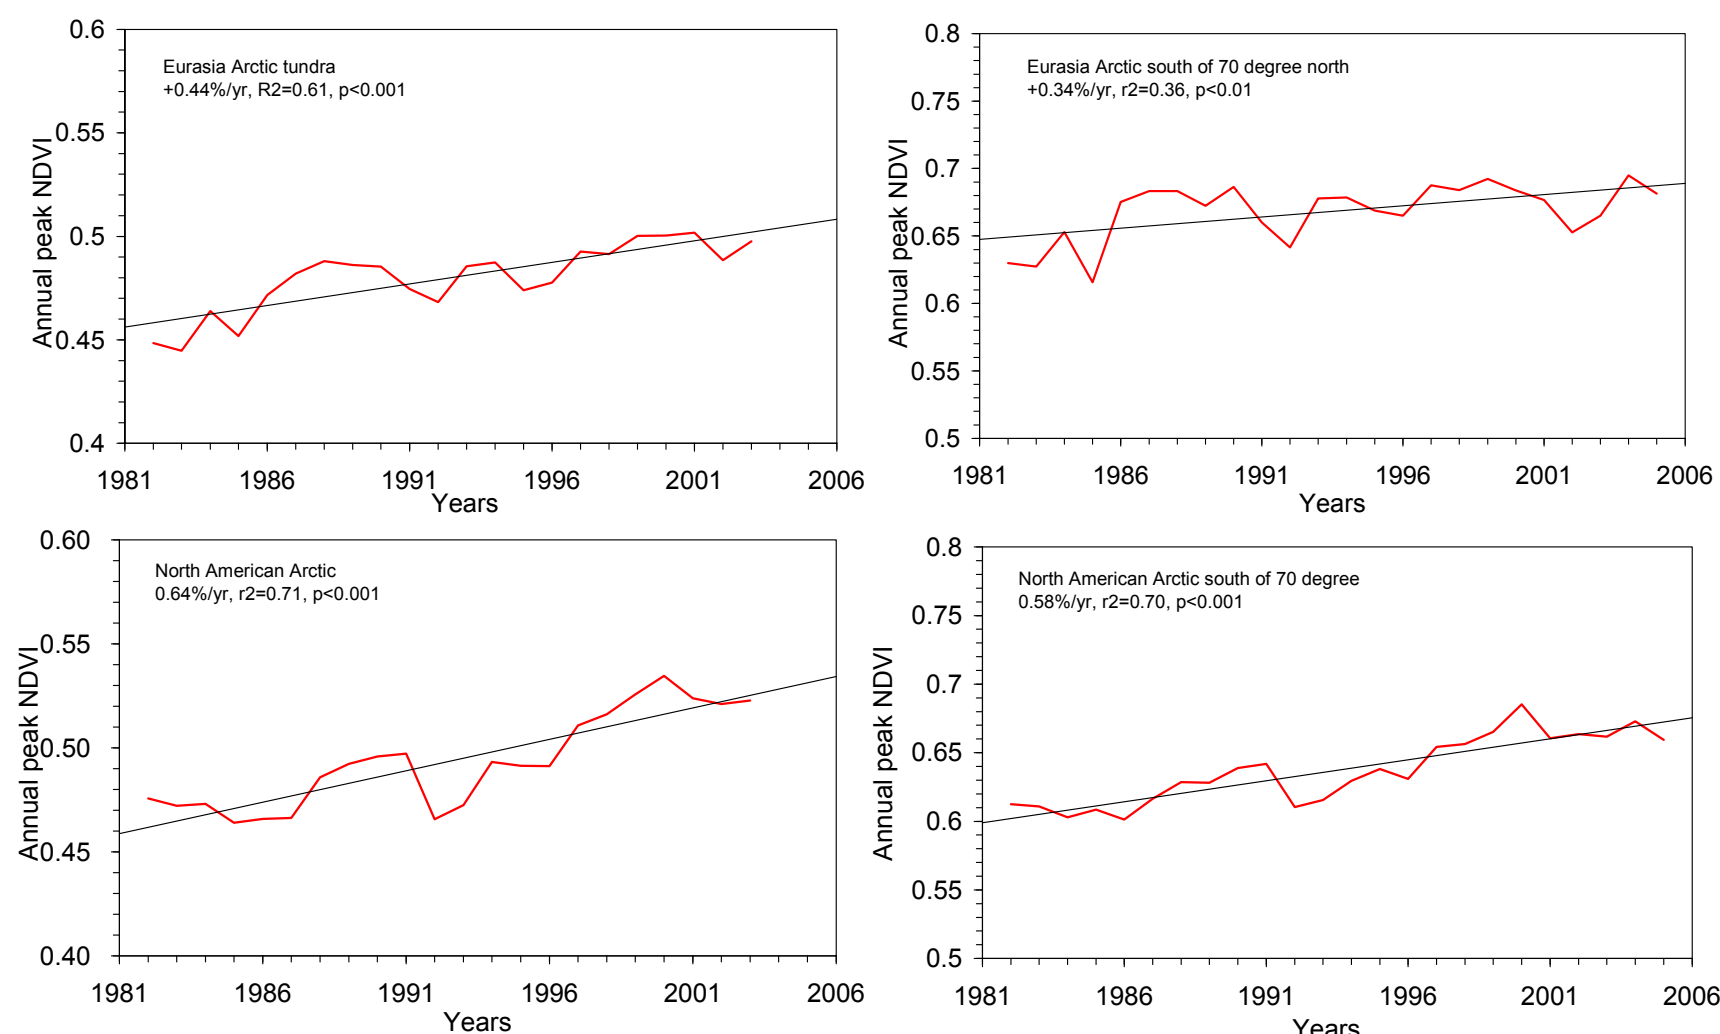 Eurasia Arctic tundra
+0.44%/yr, R2=0.61, p<0.001
Annual peak NDVI
0.6
0.55
0.5
0.45
0.4
1981 1986 1991 1996 2001 2006
Years
Eurasia Arctic south of 70 degree north
+0.34%/yr, r2=0.36, p<0.01
Annual peak NDVI
0.8
0.75
0.7
0.65
0.6
0.55
0.5
1981 1986 1991 1996 2001 2006
Years
North American Arctic
0.64%/yr, r2=0.71, p<0.001
Annual peak NDVI
0.60
0.55
0.50
0.45
0.40
1981 1986 1991 1996 2001 2006
Years
North American Arctic south of 70 degree
0.58%/yr, r2=0.70, p<0.001
Annual peak NDVI
0.8
0.75
0.7
0.65
0.6
0.55
0.5
1981 1986 1991 1996 2001 2006
Years